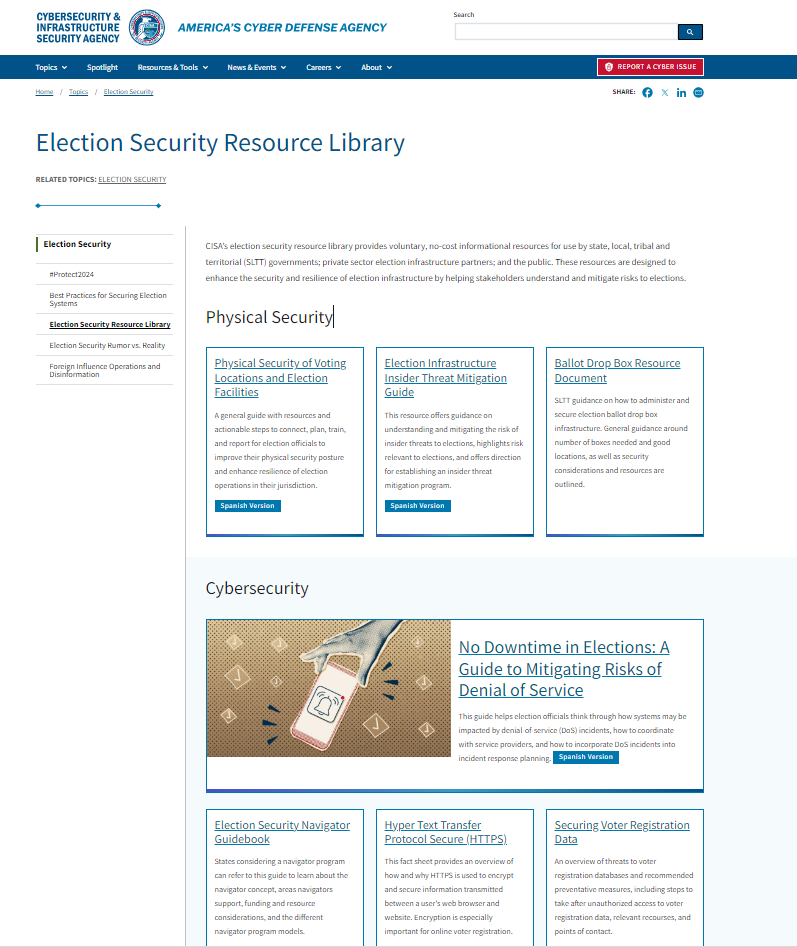 CYBERSECURITY &
INFRASTRUCTURE
SECURITY AGENCY
AMERICA'S CYBER DEFENSE AGENCY
Search
Topics
Spotlight
Resources & Tools
News & Events
Careers
About
REPORT A CYBER ISSUE
Home / Topics / Election Security
SHARE:
Election Security Resource Library
RELATED TOPICS: ELECTION SECURITY
Election Security
#Protect2024
Best Practices for Securing Election
Systems
Election Security Resource Library
Election Security Rumor vs. Reality
Foreign Influence Operations and
Disinformation
CISA's election security resource library provides voluntary, no-cost informational resources for use by state, local, tribal and
territorial (SLTT) governments; private sector election infrastructure partners; and the public. These resources are designed to
enhance the security and resilience of election infrastructure by helping stakeholders understand and mitigate risks to elections.
Physical Security
Physical Security of Voting
Locations and Election
Facilities
A general guide with resources and
actionable steps to connect, plan, train,
and report for election officials to
improve their physical security posture
and enhance resilience of election
operations in their jurisdiction.
Spanish Version
Election Infrastructure
Insider Threat Mitigation
Guide
This resource offers guidance on
understanding and mitigating the risk of
insider threats to elections, highlights risk
relevant to elections, and offers direction
for establishing an insider threat
mitigation program.
Spanish Version
Ballot Drop Box Resource
Document
SLTT guidance on how to administer and
secure election ballot drop box
infrastructure. General guidance around
number of boxes needed and good
locations, as well as security
considerations and resources are
outlined.
Cybersecurity
No Downtime in Elections: A
Guide to Mitigating Risks of
Denial of Service
This guide helps election officials think through how systems may be
impacted by denial of service (DoS) incidents, how to coordinate
with service providers, and how to incorporate DoS incidents into
incident response planning. Spanish Version
Election Security Navigator
Guidebook
States considering a navigator program
can refer to this guide to learn about the
navigator concept, areas navigators
support, funding and resource
considerations, and the different
navigator program models.
Hyper Text Transfer
Protocol Secure (HTTPS)
This fact sheet provides an overview of
how and why HTTPS is used to encrypt
and secure information transmitted
between a user's web browser and
website. Encryption is especially
important for online voter registration.
Securing Voter Registration
Data
An overview of threats to voter
registration databases and recommended
preventative measures, including steps to
take after unauthorized access to voter
registration data, relevant recourses, and
points of contact.